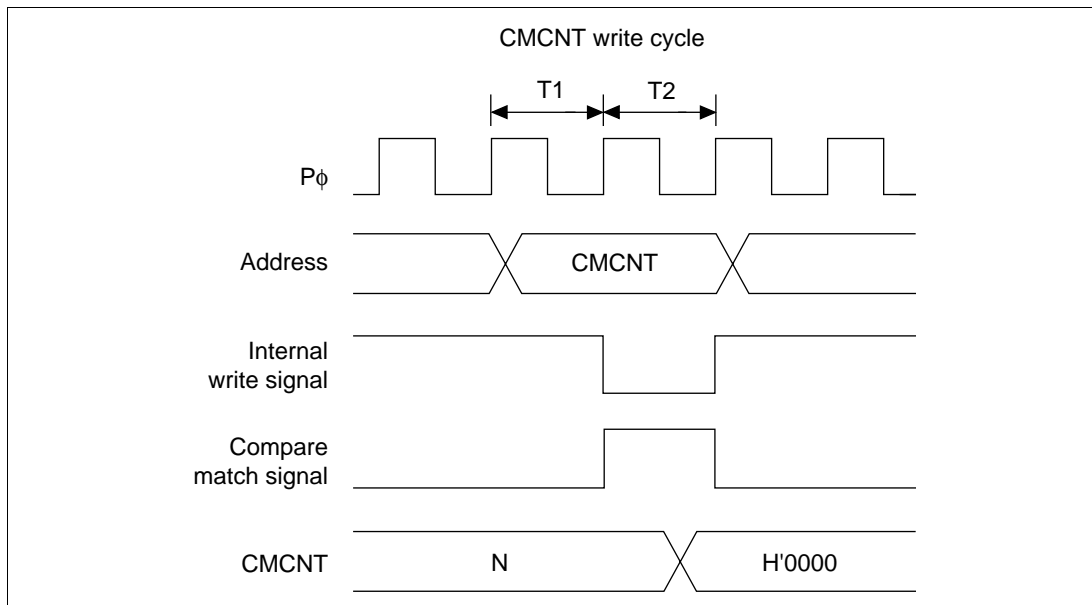 CMCNT write cycle
T1
T2
Pϕ
Address
CMCNT
Internal
write signal
Compare
match signal
CMCNT
N
H'0000